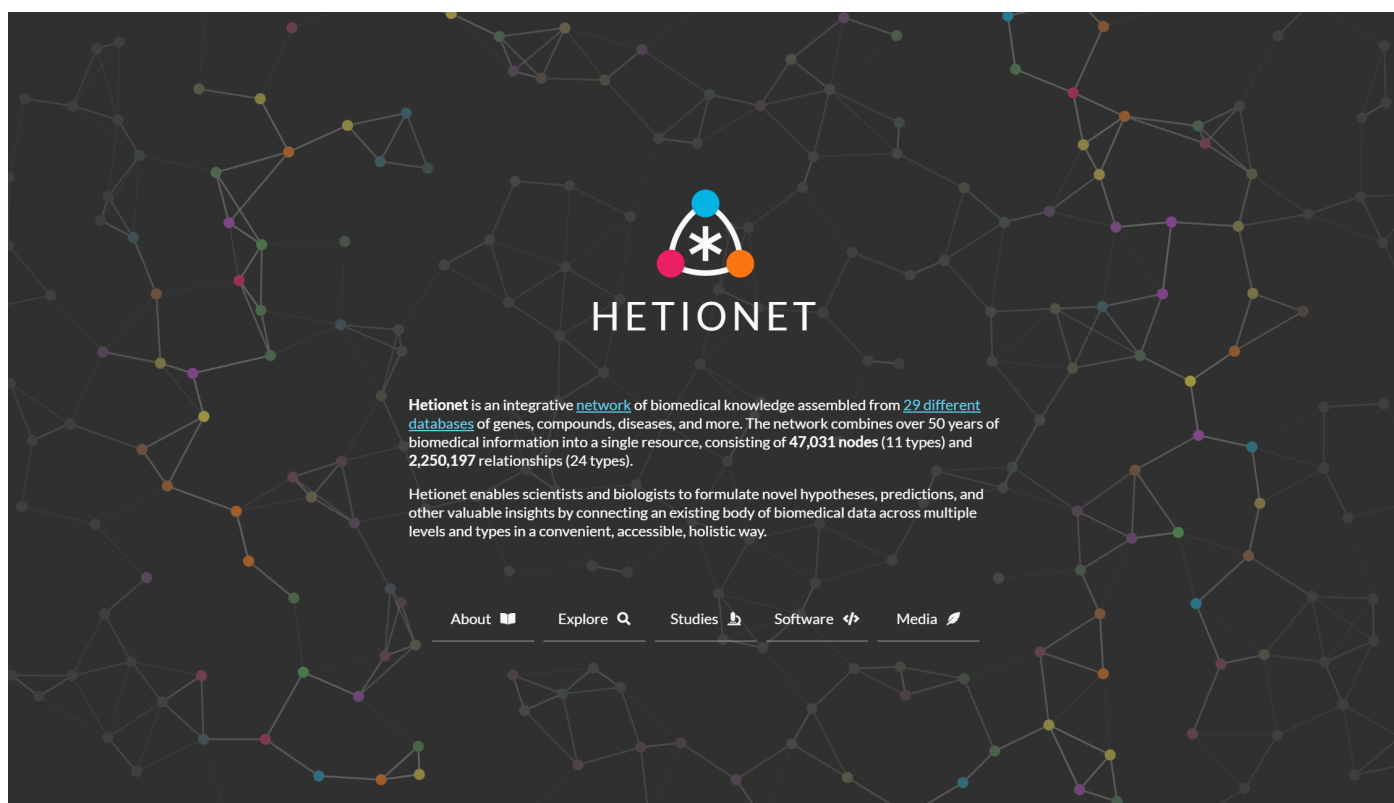 HETIONET
Hetionet is an integrative network of biomedical knowledge assembled from 29 different
databases of genes, compounds, diseases, and more. The network combines over 50 years of
biomedical information into a single resource, consisting of 47,031 nodes (11 types) and
2,250,197 relationships (24 types).
Hetionet enables scientists and biologists to formulate novel hypotheses, predictions, and
other valuable insights by connecting an existing body of biomedical data across multiple
levels and types in a convenient, accessible, holistic way.
About Explore Studies Software Media